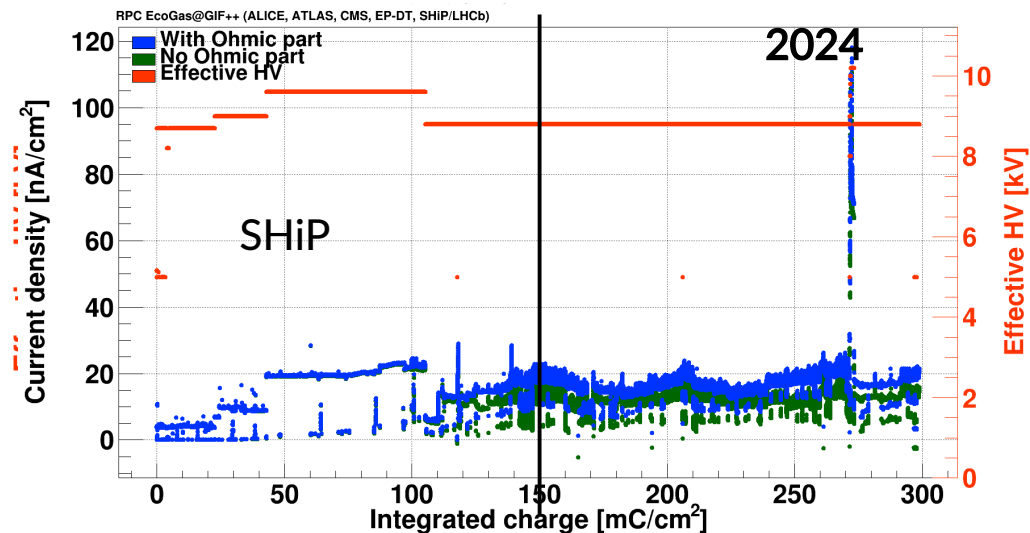 RPC EcoGas@GIF++ (ALICE, ATLAS, CMS, EP-DT, SHiP/LHCb)
With Ohmic part
No Ohmic part
Effective HV
2024
SHiP
Current density [nA/cm²]
120
100
80
60
40
20
0
10
8
6
4
2
0
Effective HV [kV]
0 50 100 150 200 250 300
Integrated charge [mC/cm²]